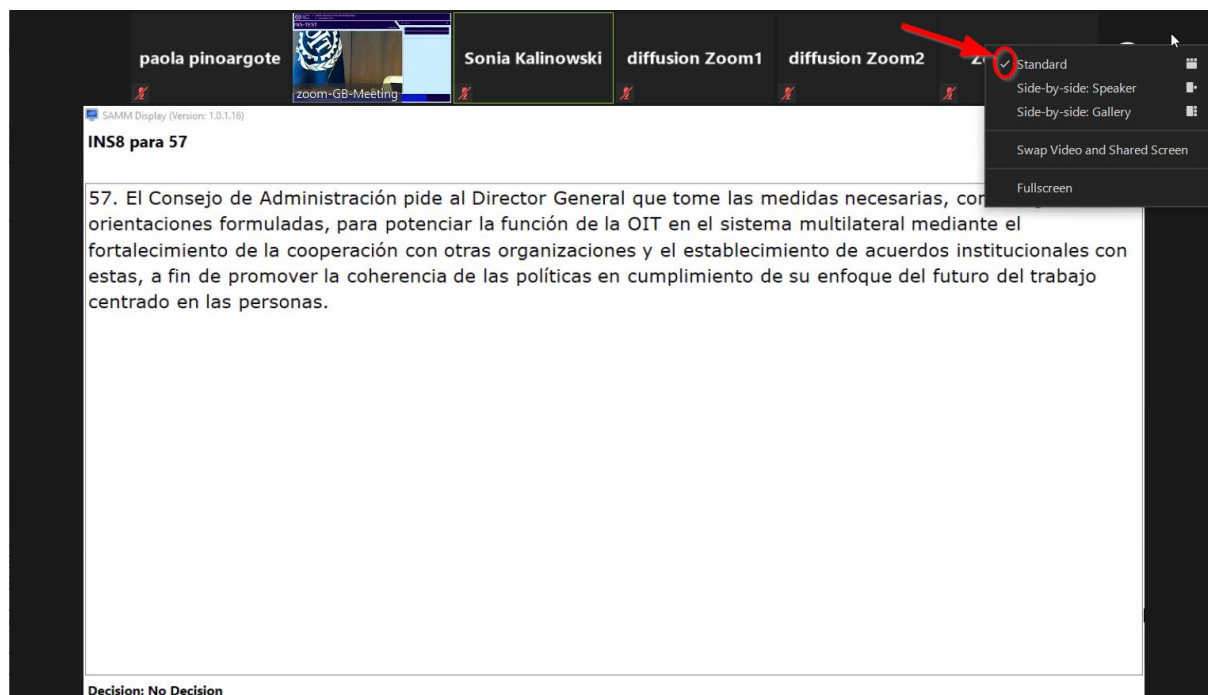 paola pinoargote
INS-TEST
zoom-GB-Meeting
Sonia Kalinowski
diffusion Zoom1
diffusion Zoom2
Standard
Side-by-side: Speaker
Side-by-side: Gallery
Swap Video and Shared Screen
Fullscreen
SAMM Display (Version: 1.0.1.16)
INS8 para 57
57. El Consejo de Administración pide al Director General que tome las medidas necesarias,
orientaciones formuladas, para potenciar la función de la OIT en el sistema multilateral mediante el
fortalecimiento de la cooperación con otras organizaciones y el establecimiento de acuerdos institucionales con
estas, a fin de promover la coherencia de las políticas en cumplimiento de su enfoque del futuro del trabajo
centrado en las personas.
Decision: No Decision